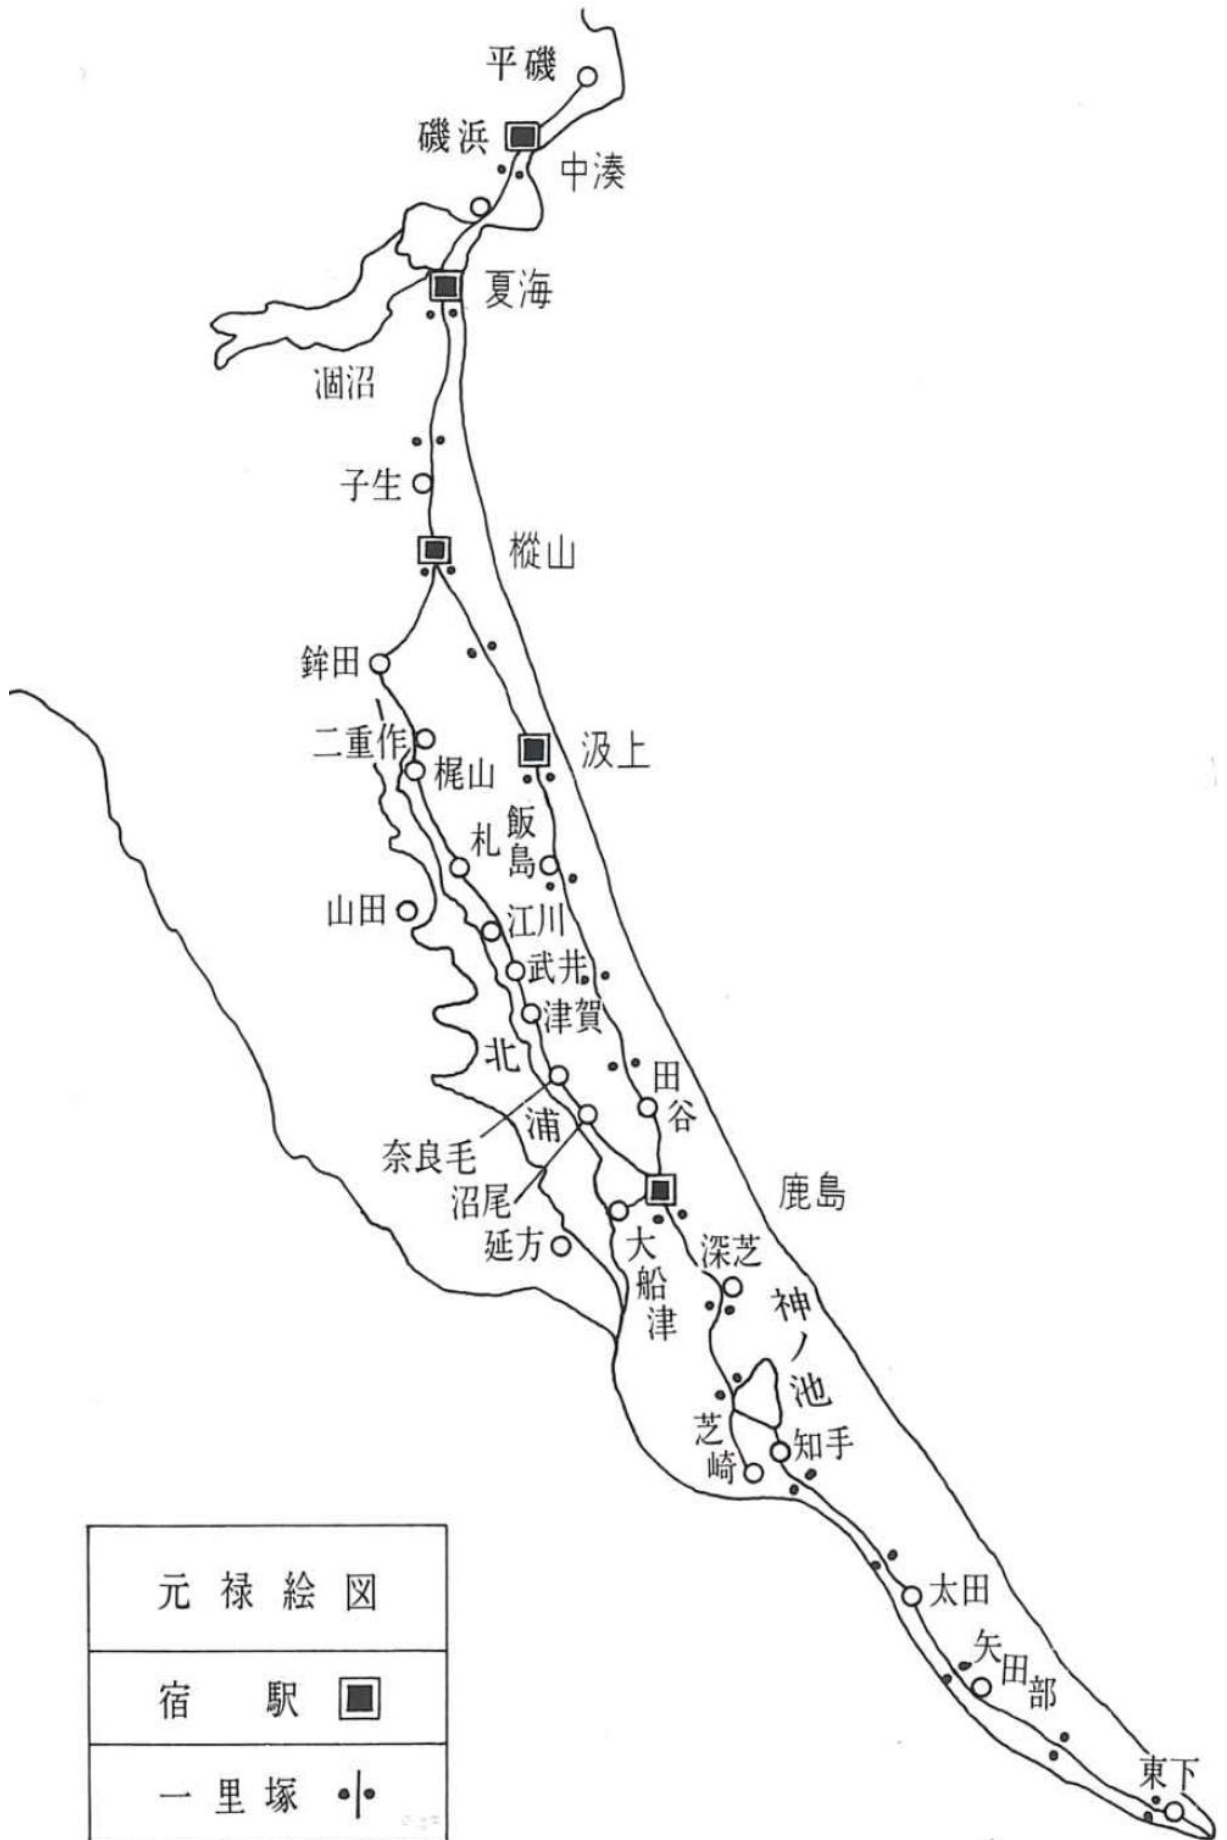 平磯
磯浜
中湊
夏海
涸沼
子生
樅山
鉾田
二重作
梶山
汲上
札
飯島
山田
江川
武井
津賀
北浦
田谷
奈良毛
沼尾
延方
大船津
鹿島
深芝
神ノ池
芝崎
知手
太田
矢田部
東下
元禄絵図
宿駅
一里塚